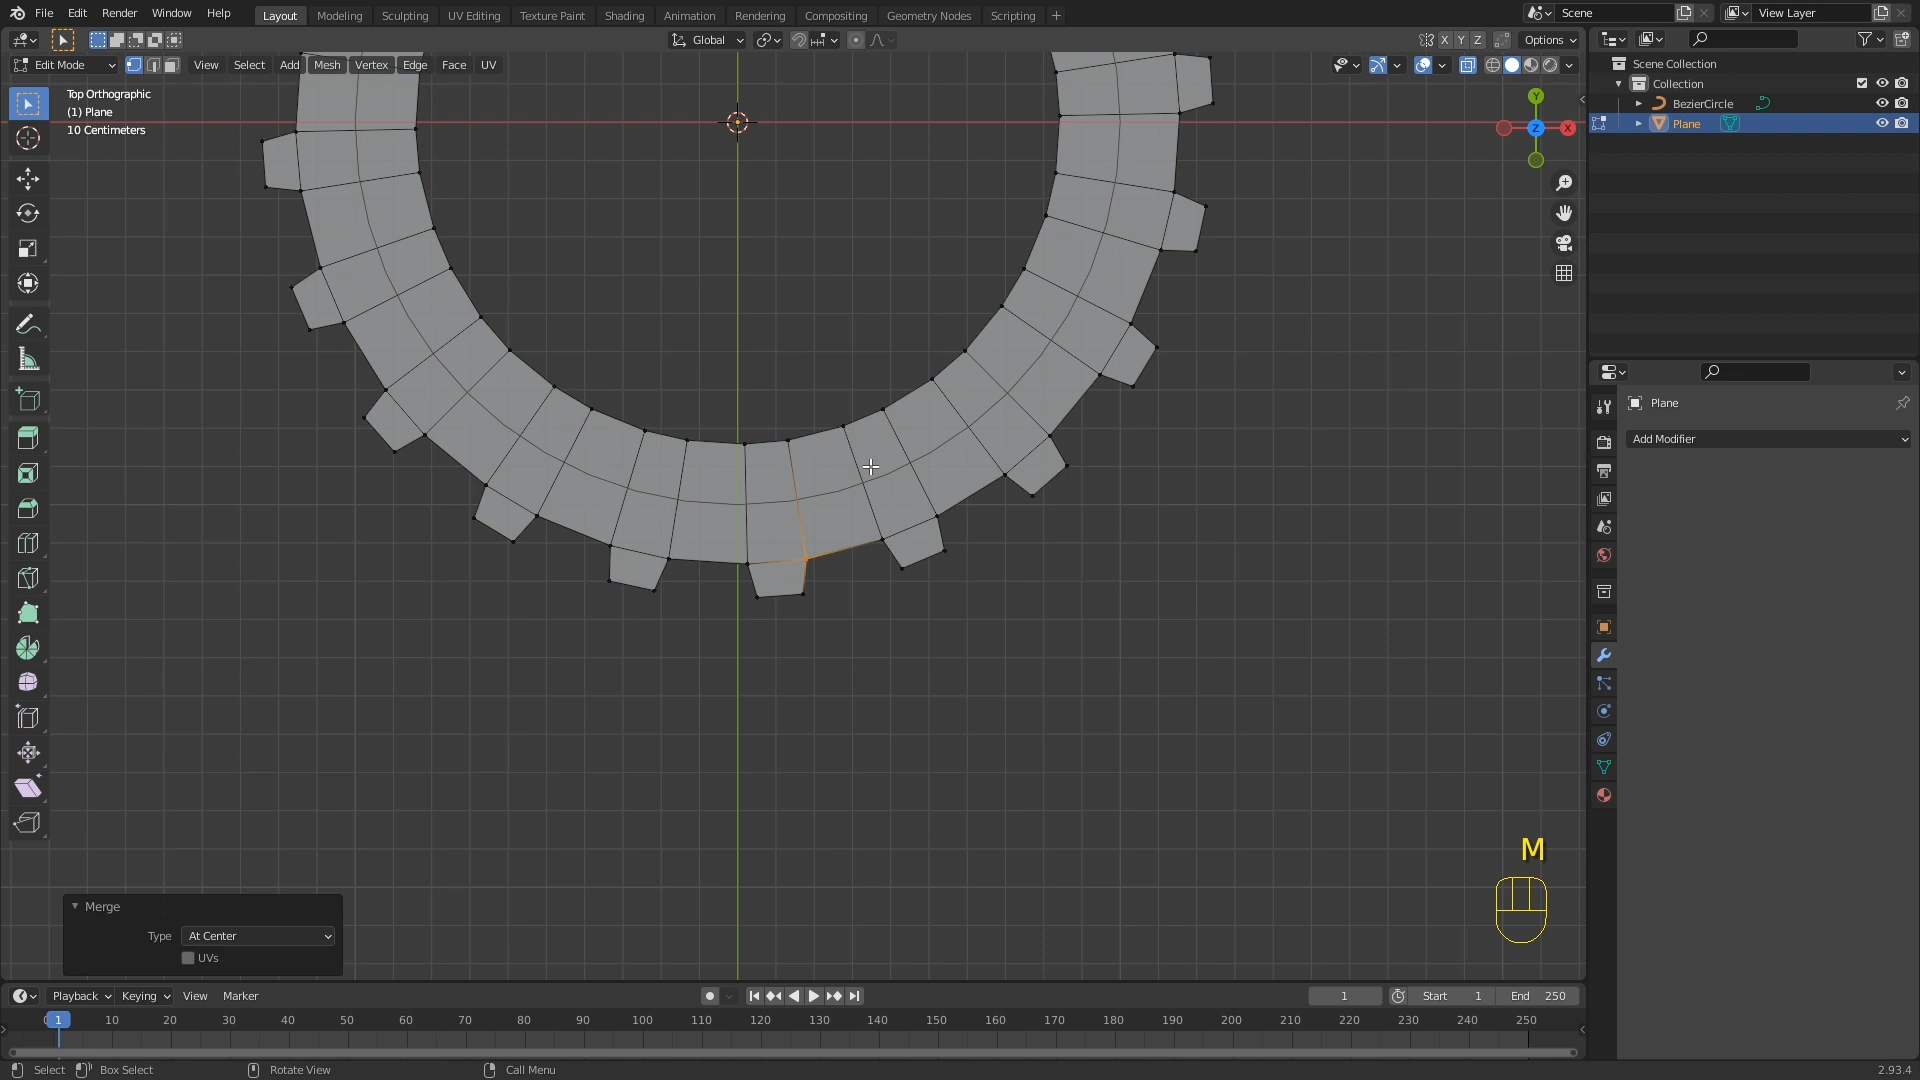 File Edit Render Window Help Layout Modeling Sculpting UV Editing Texture Paint Shading Animation Rendering Compositing Geometry Nodes Scripting + Scene View Layer
Global X Y Z Options
Edit Mode View Select Add Mesh Vertex Edge Face UV
Top Orthographic
(1) Plane
10 Centimeters
Y
Z
X
Scene Collection
Collection
BezierCircle
Plane
Plane
Add Modifier
M
Merge
Type At Center
UVs
Playback Keying View Marker 1 Start 1 End 250
0 1 10 20 30 40 50 60 70 80 90 100 110 120 130 140 150 160 170 180 190 200 210 220 230 240 250
Select Box Select Rotate View Call Menu 2.93.4